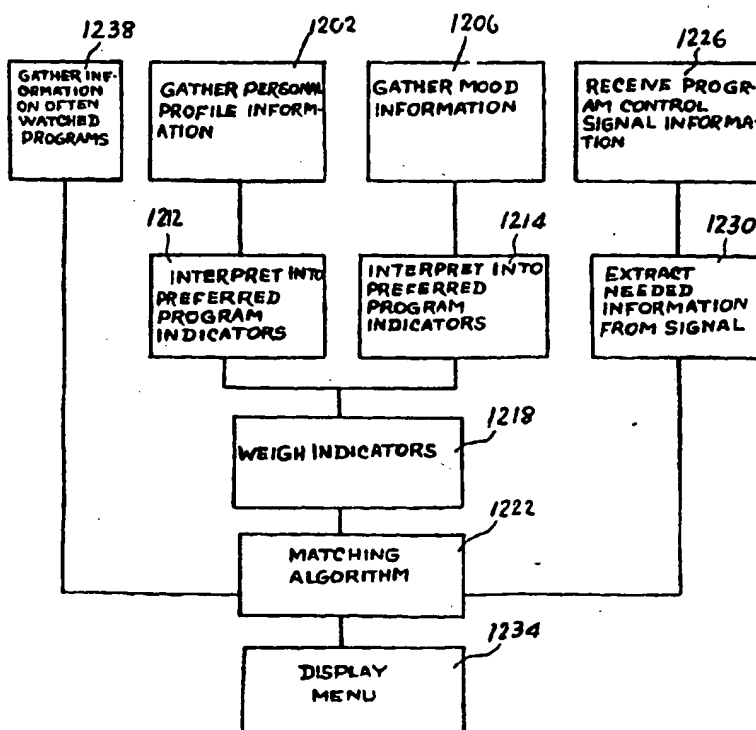 1238
1202
1206
1226
GATHER INF-
ORMATION
ON OFTEN
WATCHED
PROGRAMS
GATHER PERSONAL
PROFILE INFORM-
ATION
GATHER MOOD
INFORMATION
RECEIVE PROGR-
AM CONTROL
SIGNAL INFORMA-
TION
1212
1214
1230
INTERPRET INTO
PREFERRED
PROGRAM
INDICATORS
INTERPRET INTO
PREFERRED
PROGRAM
INDICATORS
EXTRACT
NEEDED
INFORMATION
FROM SIGNAL
1218
WEIGH INDICATORS
1222
MATCHING
ALGORITHM
1234
DISPLAY
MENU